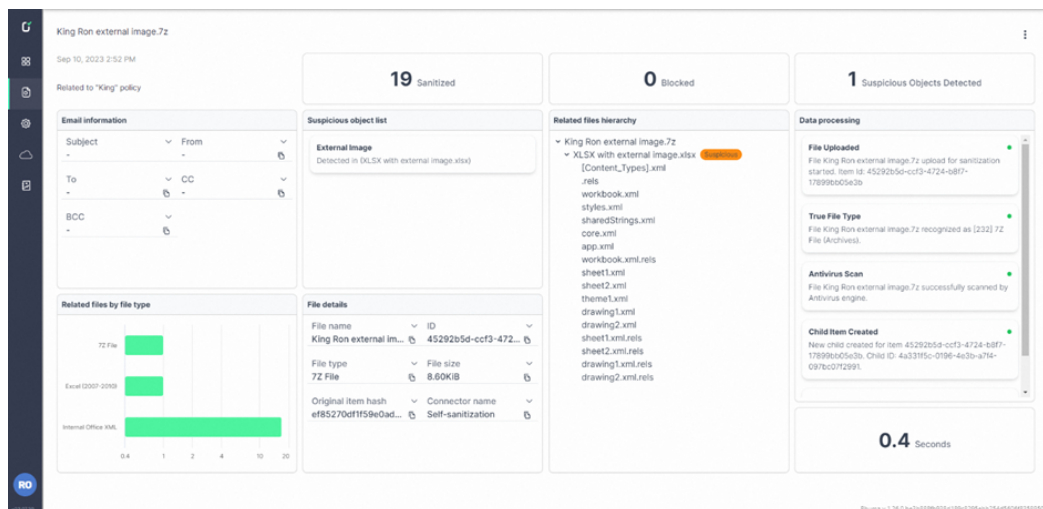 King Ron external image.7z
Sep 10, 2023 2:52 PM
Related to "King" policy
19 Sanitized
0 Blocked
1 Suspicious Objects Detected
Email information
Subject
-
From
-
To
-
CC
-
BCC
-
Suspicious object list
External Image
Detected in (XLSX with external image.xlsx)
Related files hierarchy
King Ron external image.7z
XLSX with external image.xlsx Suspicious
[Content_Types].xml
.rels
workbook.xml
styles.xml
sharedStrings.xml
core.xml
app.xml
workbook.xml.rels
sheet1.xml
sheet2.xml
theme1.xml
drawing1.xml
drawing2.xml
sheet1.xml.rels
sheet2.xml.rels
drawing1.xml.rels
drawing2.xml.rels
Data processing
File Uploaded
File King Ron external image.7z upload for sanitization
started. Item Id: 45292b5d-ccf3-4724-b8f7-
17899bb05e3b
True File Type
File King Ron external image.7z recognized as [232] 7Z
File (Archives).
Antivirus Scan
File King Ron external image.7z successfully scanned by
Antivirus engine.
Child Item Created
New child created for item 45292b5d-ccf3-4724-b8f7-
17899bb05e3b. Child ID: 4a331f5c-0196-4e3b-a7f4-
097bc07f2991.
Related files by file type
7Z File
Excel (2007-2010)
Internal Office XML
0.4 1 2 4 10 20
File details
File name
King Ron external im...
ID
45292b5d-ccf3-472...
File type
7Z File
File size
8.60KiB
Original item hash
ef85270df1f59e0ad...
Connector name
Self-sanitization
0.4 Seconds
RO